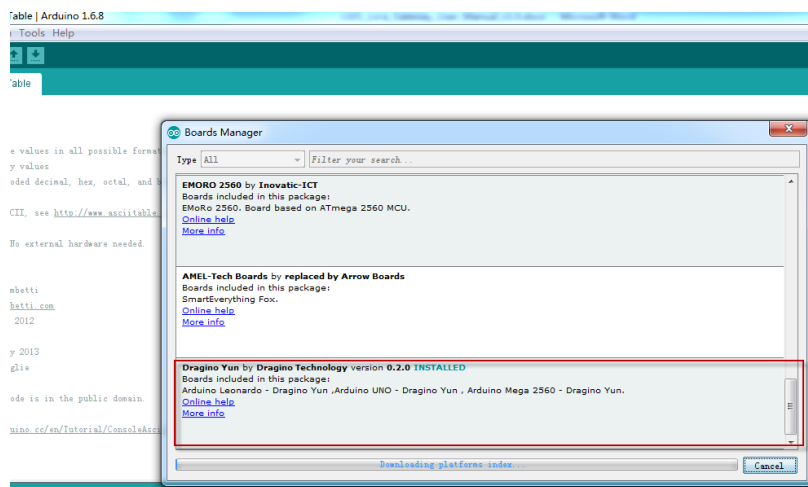 Table | Arduino 1.6.8
Tools Help
Table
Boards Manager
Type All Filter your search...
e values in all possible format
y values
oded decimal, hex, octal, and b
CII, see http://www.asciitable.
No external hardware needed.
mbetti
betti.com
2012
y 2013
glie
ode is in the public domain.
uino.cc/en/Tutorial/ConsoleAsci
EMORO 2560 by Inovatic-ICT
Boards included in this package:
EMoRo 2560. Board based on ATmega 2560 MCU.
Online help
More info
AMEL-Tech Boards by replaced by Arrow Boards
Boards included in this package:
SmartEverything Fox.
Online help
More info
Dragino Yun by Dragino Technology version 0.2.0 INSTALLED
Boards included in this package:
Arduino Leonardo - Dragino Yun ,Arduino UNO - Dragino Yun , Arduino Mega 2560 - Dragino Yun.
Online help
More info
Downloading platforms index...
Cancel